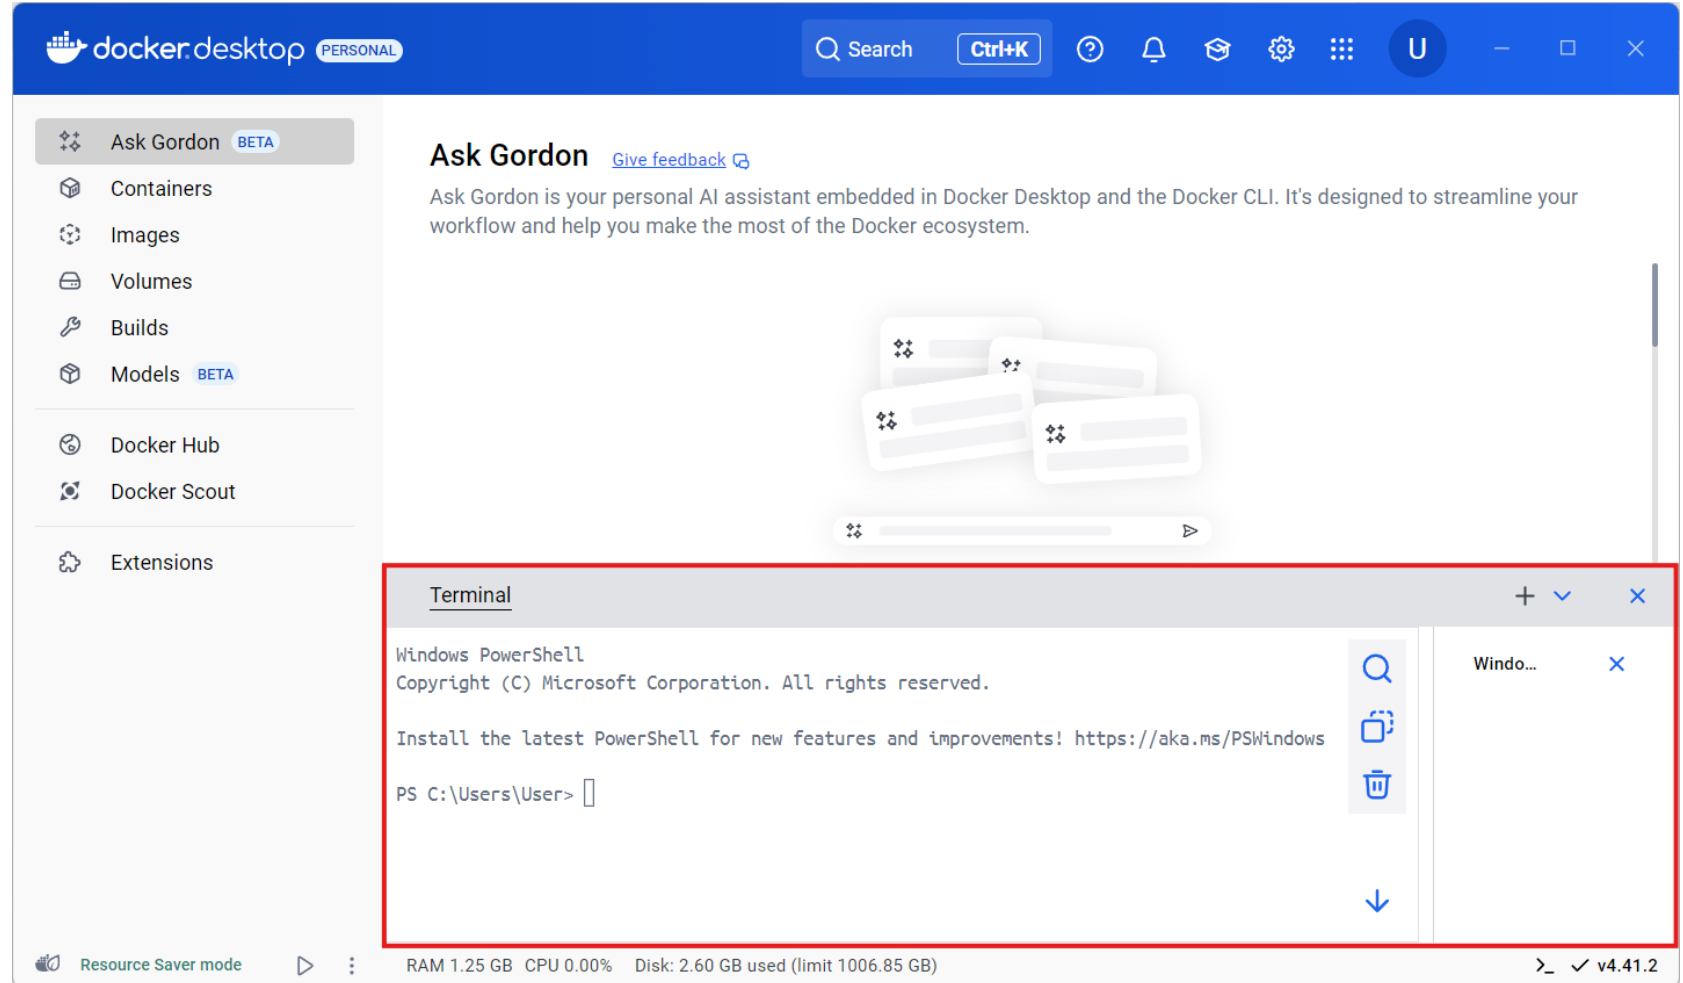 docker.desktop PERSONAL
Search Ctrl+K
U
Ask Gordon BETA
Containers
Images
Volumes
Builds
Models BETA
Docker Hub
Docker Scout
Extensions
Ask Gordon Give feedback
Ask Gordon is your personal AI assistant embedded in Docker Desktop and the Docker CLI. It's designed to streamline your
workflow and help you make the most of the Docker ecosystem.
Terminal
Windows PowerShell
Copyright (C) Microsoft Corporation. All rights reserved.
Install the latest PowerShell for new features and improvements! https://aka.ms/PSWindows
PS C:\Users\User>
Windo...
Resource Saver mode
RAM 1.25 GB CPU 0.00% Disk: 2.60 GB used (limit 1006.85 GB)
v4.41.2